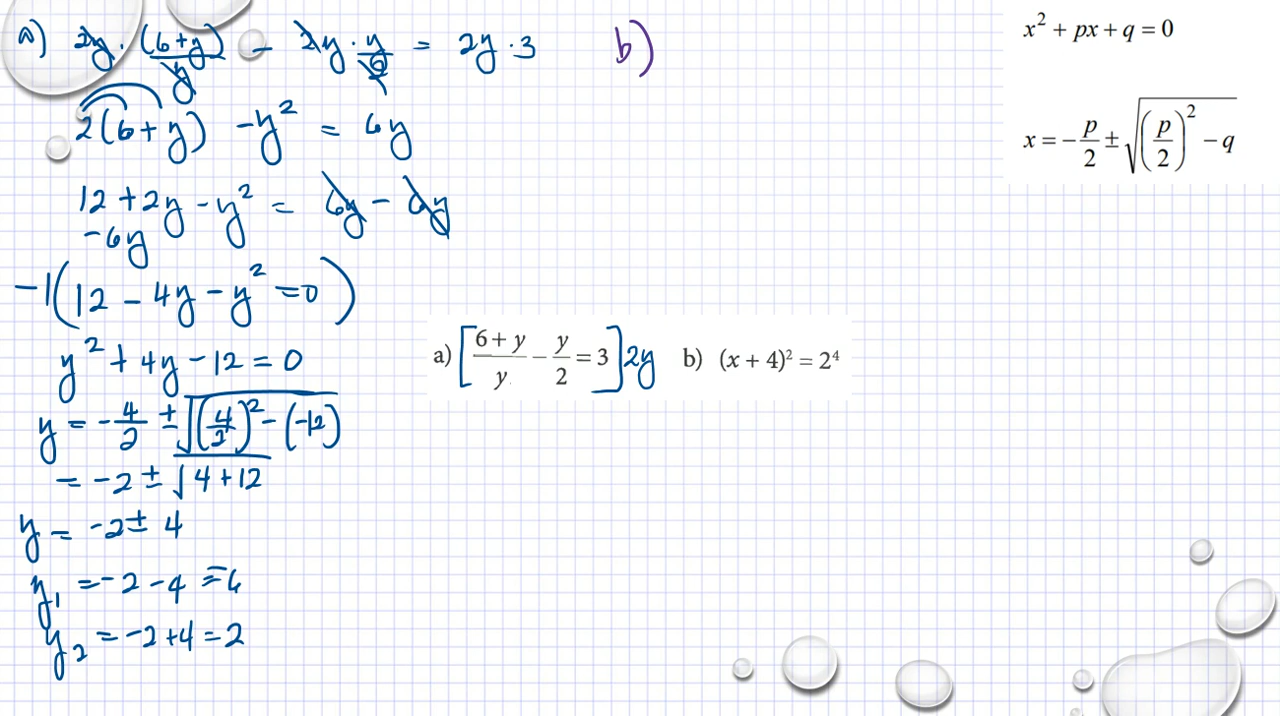 a) 2y · (6+y)/y − 2y · y/2 = 2y · 3
2(6+y) − y² = 6y
12 + 2y − y² = 6y − 6y
−6y
−1(12 − 4y − y² = 0)
y² + 4y − 12 = 0
y = −4/2 ± √((4/2)² − (−12))
= −2 ± √(4+12)
y = −2 ± 4
y₁ = −2 − 4 = −6
y₂ = −2 + 4 = 2
b)
a) [(6 + y)/y − y/2 = 3] 2y b) (x + 4)² = 2⁴
x² + px + q = 0
x = −p/2 ± √((p/2)² − q)